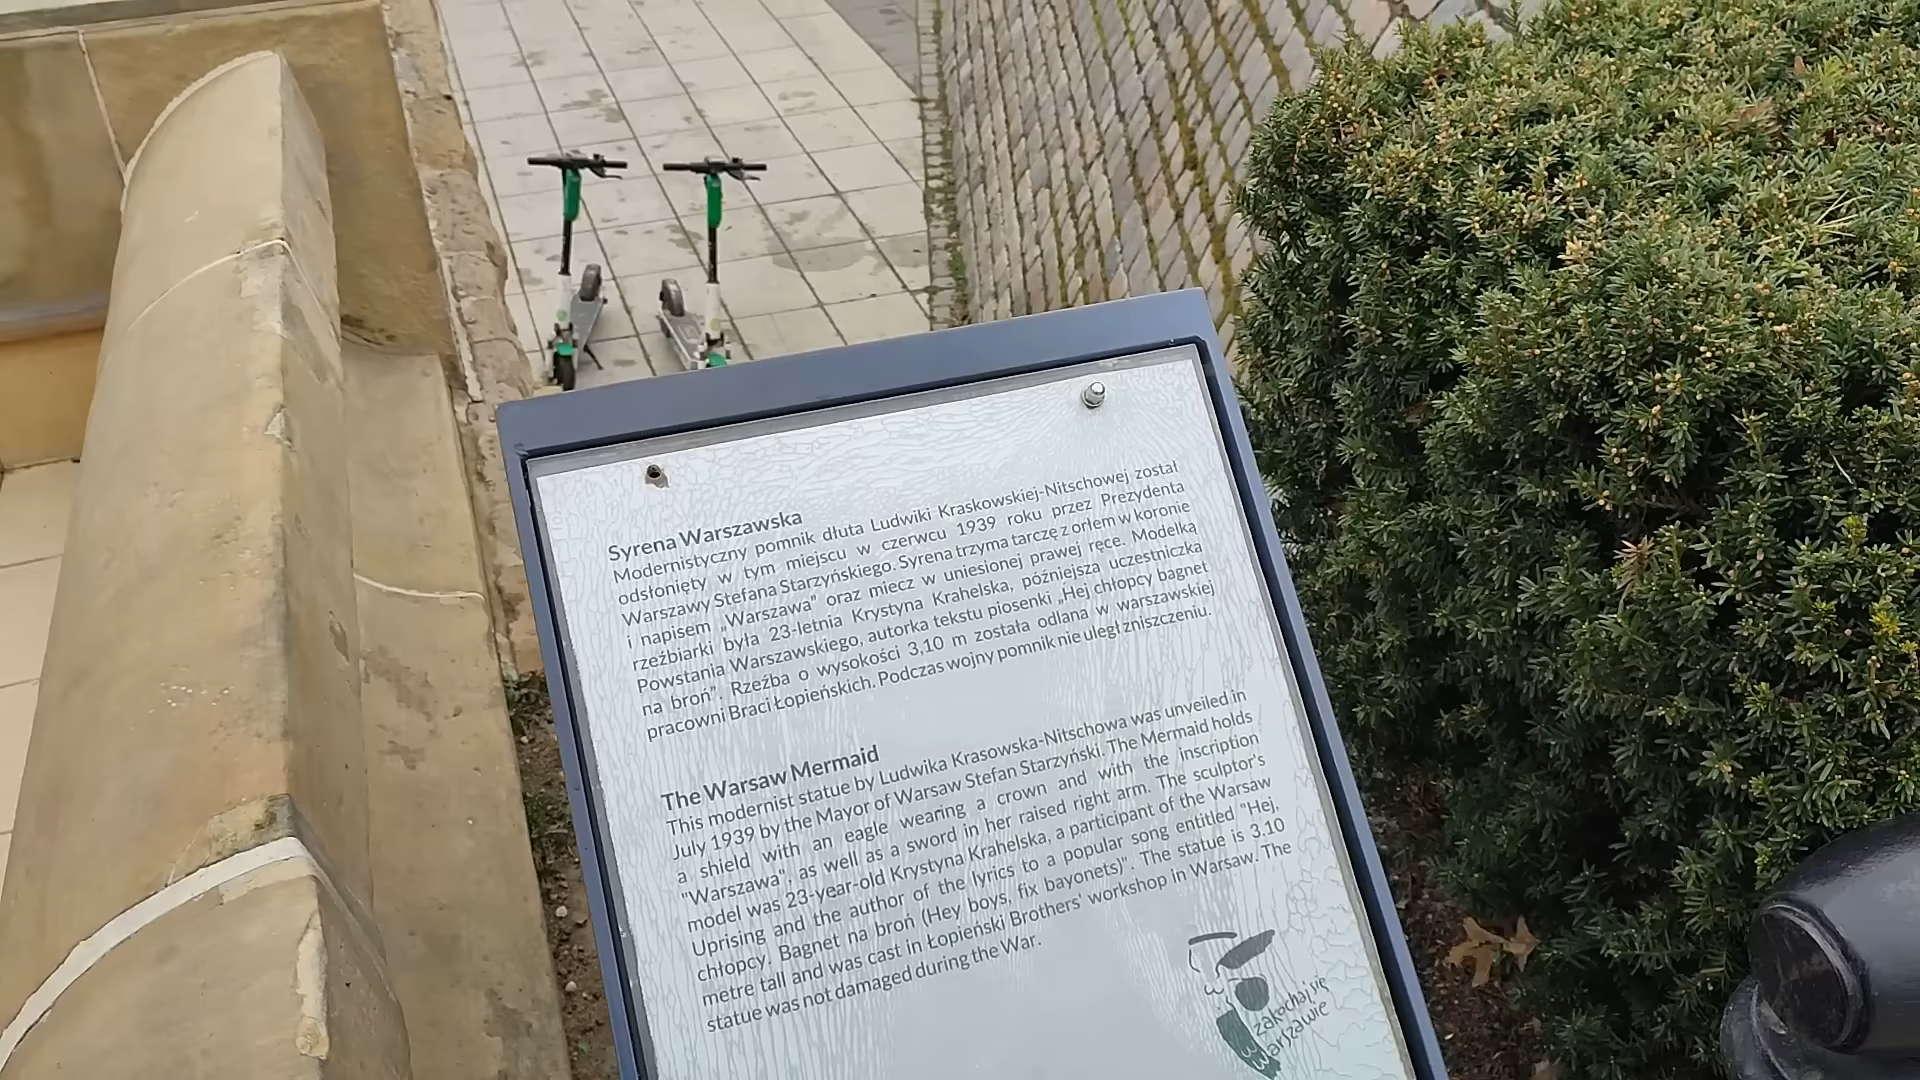 Syrena Warszawska
Modernistyczny pomnik dłuta Ludwiki Kraskowskiej-Nitschowej został
odsłonięty w tym miejscu w czerwcu 1939 roku przez Prezydenta
Warszawy Stefana Starzyńskiego. Syrena trzyma tarczę z orłem w koronie
i napisem „Warszawa” oraz miecz w uniesionej prawej ręce. Modelką
rzeźbiarki była 23-letnia Krystyna Krahelska, późniejsza uczestniczka
Powstania Warszawskiego, autorka tekstu piosenki „Hej chłopcy bagnet
na broń”. Rzeźba o wysokości 3,10 m została odlana w warszawskiej
pracowni Braci Łopieńskich. Podczas wojny pomnik nie uległ zniszczeniu.
The Warsaw Mermaid
This modernist statue by Ludwika Krasowska-Nitschowa was unveiled in
July 1939 by the Mayor of Warsaw Stefan Starzyński. The Mermaid holds
a shield with an eagle wearing a crown and with the inscription
"Warszawa", as well as a sword in her raised right arm. The sculptor's
model was 23-year-old Krystyna Krahelska, a participant of the Warsaw
Uprising and the author of the lyrics to a popular song entitled "Hej,
chłopcy, Bagnet na broń (Hey boys, fix bayonets)". The statue is 3.10
metre tall and was cast in Łopieński Brothers' workshop in Warsaw. The
statue was not damaged during the War.
zakochaj się
w warszawie